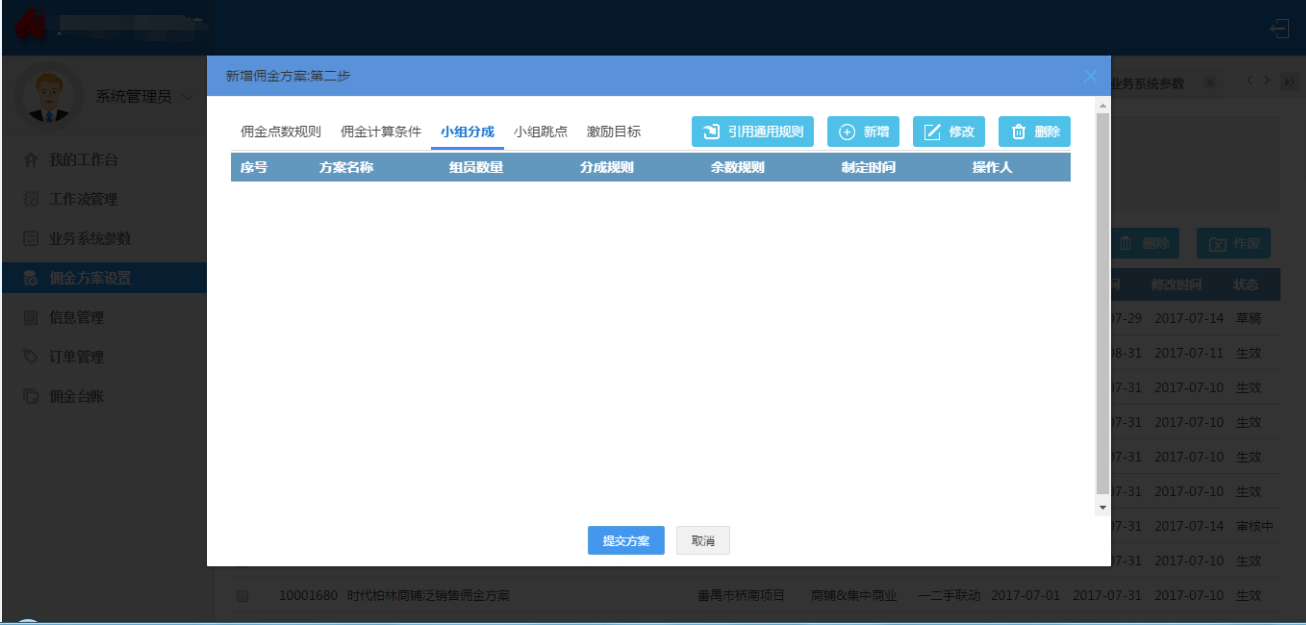 新增佣金方案:第二步
系统管理员
业务系统参数
佣金点数规则 佣金计算条件 小组分成 小组跳点 激励目标 引用通用规则 新增 修改 删除
序号 方案名称 组员数量 分成规则 余数规则 制定时间 操作人
我的工作台
工作流管理
业务系统参数
佣金方案设置
信息管理
订单管理
佣金台账
删除 作废
间 修改时间 状态
07-29 2017-07-14 草稿
08-31 2017-07-11 生效
07-31 2017-07-10 生效
07-31 2017-07-10 生效
07-31 2017-07-10 生效
07-31 2017-07-10 生效
07-31 2017-07-14 审核中
07-31 2017-07-10 生效
提交方案 取消
10001680 时代柏林商铺泛销售佣金方案 番禺市桥南项目 商铺&集中商业 一二手联动 2017-07-01 2017-07-31 2017-07-10 生效